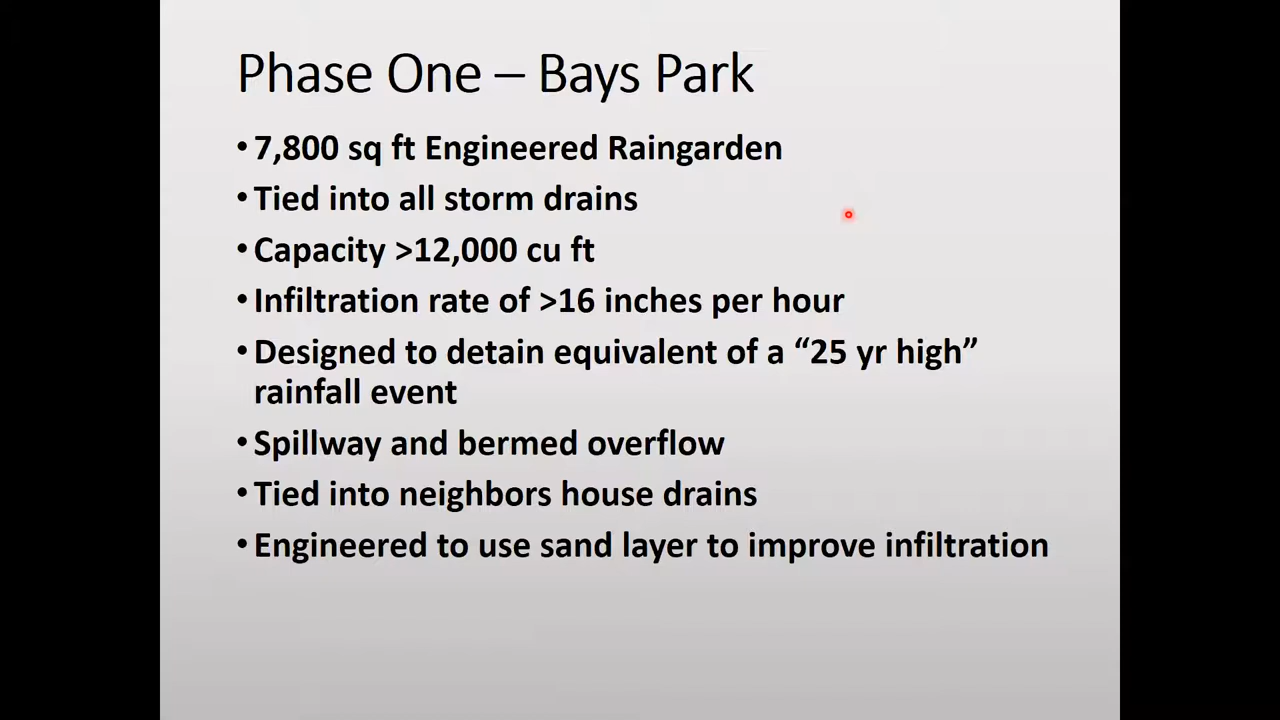 Phase One – Bays Park
• 7,800 sq ft Engineered Raingarden
• Tied into all storm drains
• Capacity >12,000 cu ft
• Infiltration rate of >16 inches per hour
• Designed to detain equivalent of a “25 yr high”
rainfall event
• Spillway and bermed overflow
• Tied into neighbors house drains
• Engineered to use sand layer to improve infiltration